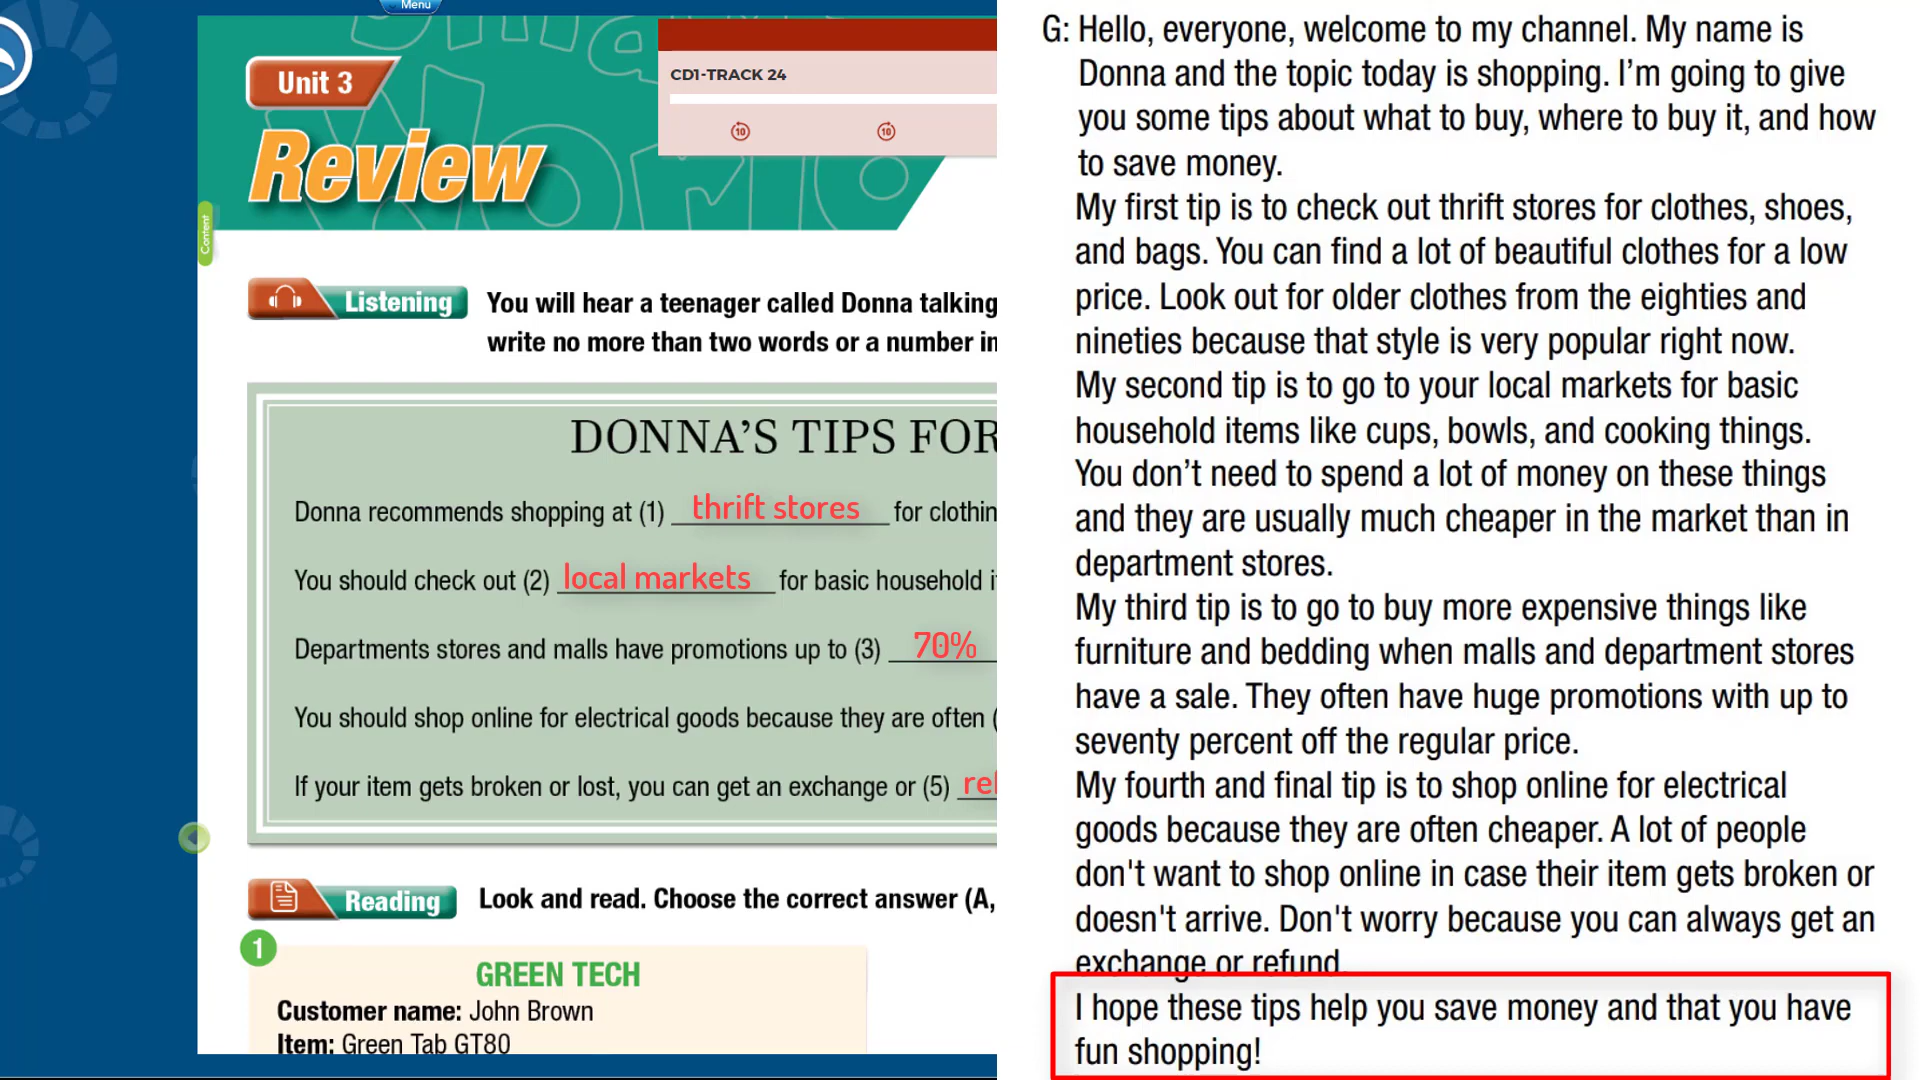 Menu
Unit 3
Review
CD1-TRACK 24
10
10
Content
Listening
You will hear a teenager called Donna talking
write no more than two words or a number in
DONNA'S TIPS FOR
Donna recommends shopping at (1) thrift stores for clothin
You should check out (2) local markets for basic household i
Departments stores and malls have promotions up to (3) 70%
You should shop online for electrical goods because they are often (
If your item gets broken or lost, you can get an exchange or (5) ref
Reading
Look and read. Choose the correct answer (A,
1
GREEN TECH
Customer name: John Brown
Item: Green Tab GT80
G: Hello, everyone, welcome to my channel. My name is
Donna and the topic today is shopping. I'm going to give
you some tips about what to buy, where to buy it, and how
to save money.
My first tip is to check out thrift stores for clothes, shoes,
and bags. You can find a lot of beautiful clothes for a low
price. Look out for older clothes from the eighties and
nineties because that style is very popular right now.
My second tip is to go to your local markets for basic
household items like cups, bowls, and cooking things.
You don't need to spend a lot of money on these things
and they are usually much cheaper in the market than in
department stores.
My third tip is to go to buy more expensive things like
furniture and bedding when malls and department stores
have a sale. They often have huge promotions with up to
seventy percent off the regular price.
My fourth and final tip is to shop online for electrical
goods because they are often cheaper. A lot of people
don't want to shop online in case their item gets broken or
doesn't arrive. Don't worry because you can always get an
exchange or refund.
I hope these tips help you save money and that you have
fun shopping!